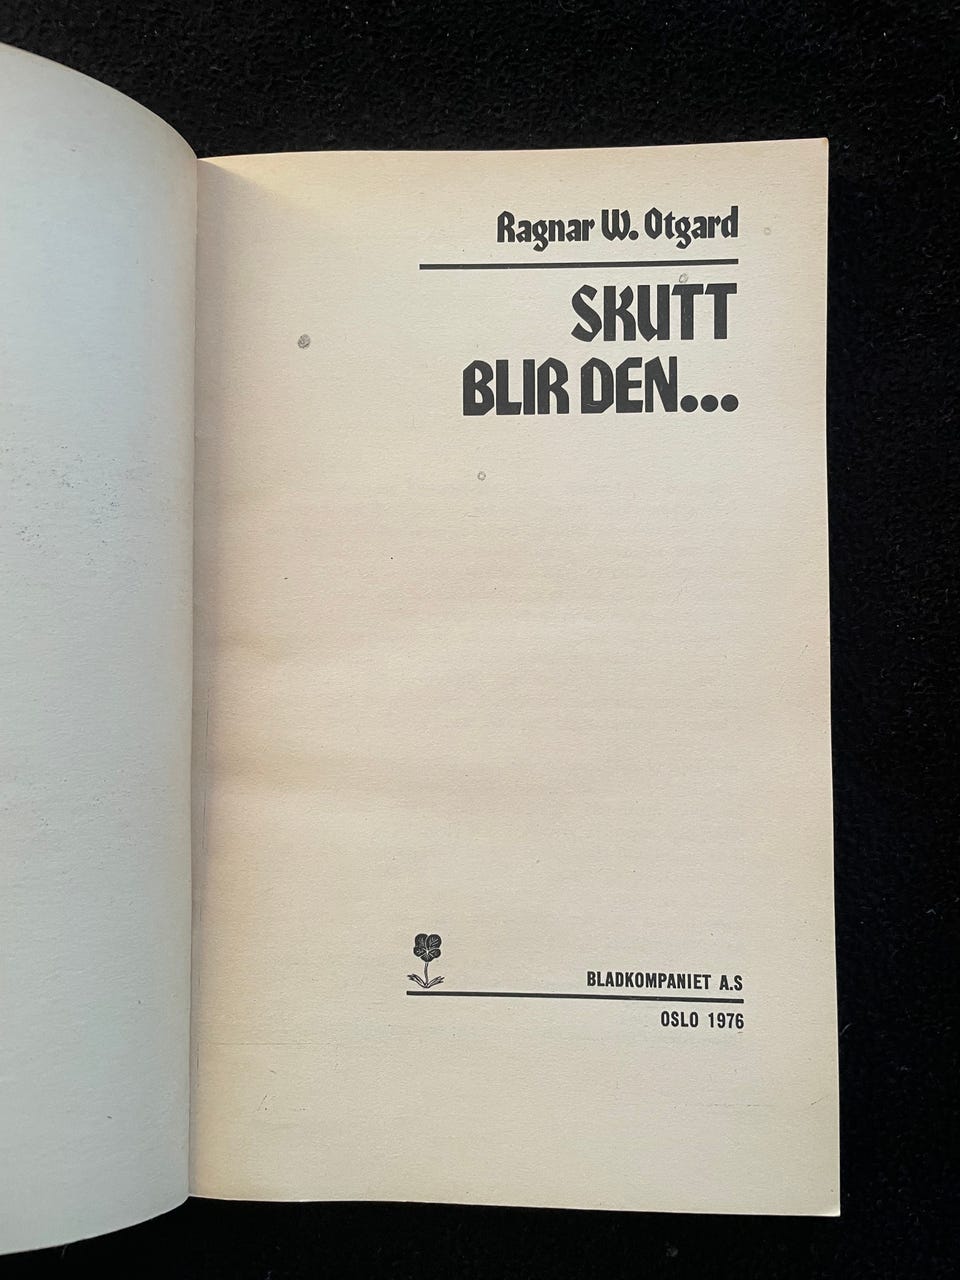 Ragnar W. Otgard
SKUTT
BLIR DEN...
BLADKOMPANIET A.S
OSLO 1976